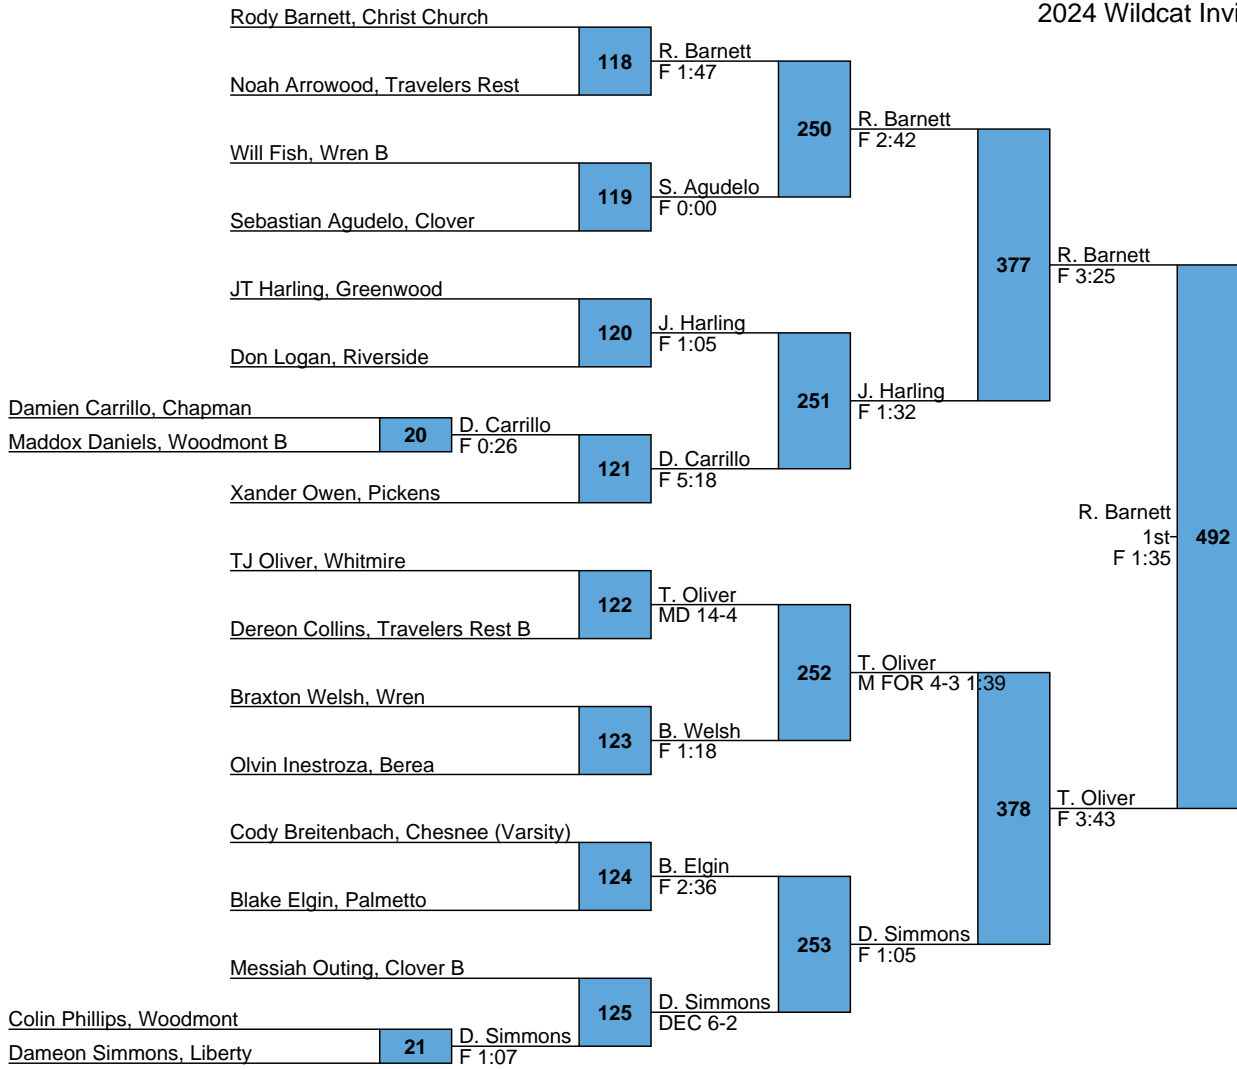 2024 Wildcat Invi
Rody Barnett, Christ Church
118
R. Barnett
F 1:47
Noah Arrowood, Travelers Rest
250
R. Barnett
F 2:42
Will Fish, Wren B
119
S. Agudelo
F 0:00
Sebastian Agudelo, Clover
377
R. Barnett
F 3:25
JT Harling, Greenwood
120
J. Harling
F 1:05
Don Logan, Riverside
251
J. Harling
F 1:32
Damien Carrillo, Chapman
20
D. Carrillo
F 0:26
Maddox Daniels, Woodmont B
121
D. Carrillo
F 5:18
Xander Owen, Pickens
R. Barnett
1st
F 1:35
492
TJ Oliver, Whitmire
122
T. Oliver
MD 14-4
Dereon Collins, Travelers Rest B
252
T. Oliver
M FOR 4-3 1:39
Braxton Welsh, Wren
123
B. Welsh
F 1:18
Olvin Inestroza, Berea
378
T. Oliver
F 3:43
Cody Breitenbach, Chesnee (Varsity)
124
B. Elgin
F 2:36
Blake Elgin, Palmetto
253
D. Simmons
F 1:05
Messiah Outing, Clover B
125
D. Simmons
DEC 6-2
Colin Phillips, Woodmont
21
D. Simmons
F 1:07
Dameon Simmons, Liberty